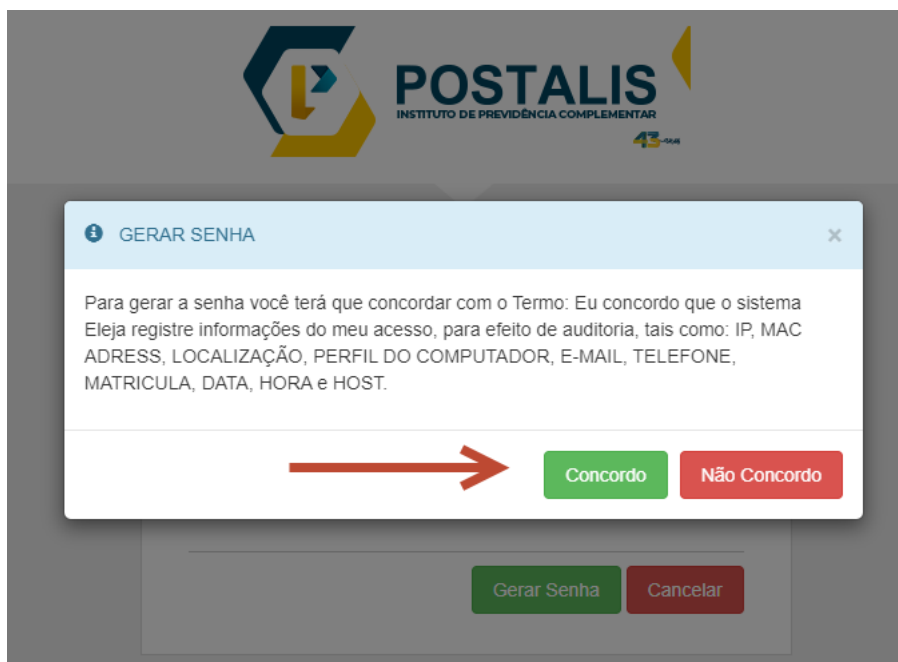 POSTALIS
INSTITUTO DE PREVIDÊNCIA COMPLEMENTAR
43 anos
GERAR SENHA
×
Para gerar a senha você terá que concordar com o Termo: Eu concordo que o sistema
Eleja registre informações do meu acesso, para efeito de auditoria, tais como: IP, MAC
ADRESS, LOCALIZAÇÃO, PERFIL DO COMPUTADOR, E-MAIL, TELEFONE,
MATRICULA, DATA, HORA e HOST.
Concordo Não Concordo
Gerar Senha Cancelar